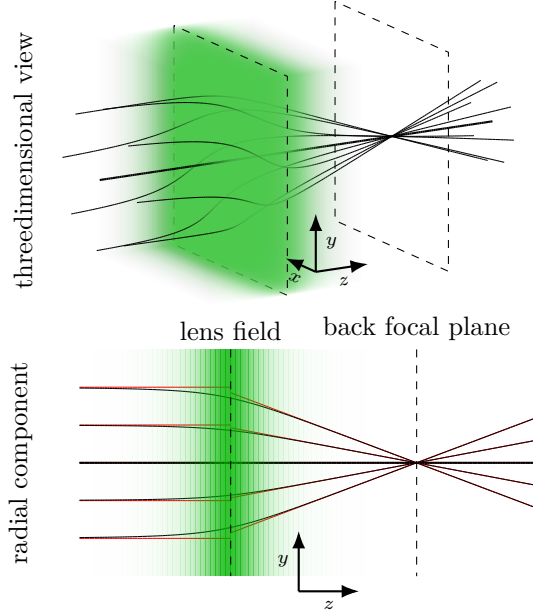 threedimensional view
y
x
z
lens field
back focal plane
radial component
y
z